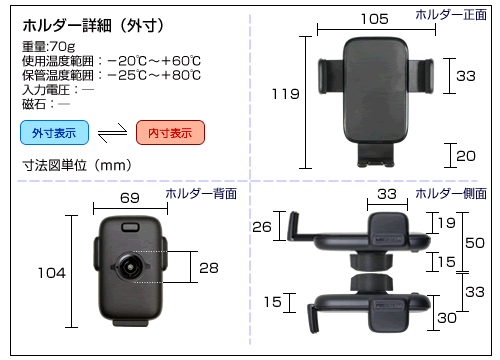 ホルダー詳細（外寸）
重量:70g
使用温度範囲：－20℃～＋60℃
保管温度範囲：－25℃～＋80℃
入力電圧：―
磁石：―
外寸表示
内寸表示
寸法図単位（mm）
ホルダー正面
105
119
33
20
ホルダー背面
69
104
28
ホルダー側面
33
26
19
50
15
33
15
30